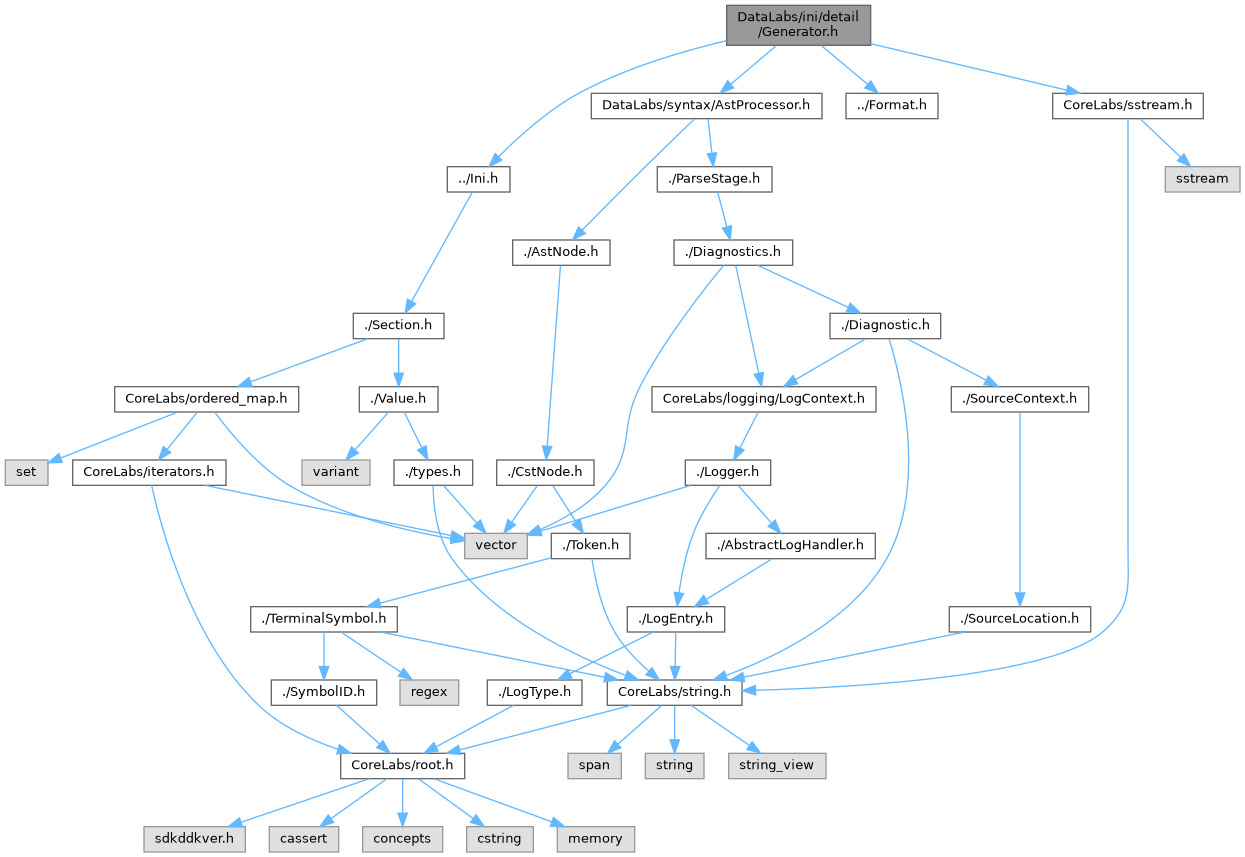 DataLabs/ini/detail
/Generator.h
DataLabs/syntax/AstProcessor.h
../Format.h
CoreLabs/sstream.h
../Ini.h
./ParseStage.h
sstream
./AstNode.h
./Diagnostics.h
./Section.h
./Diagnostic.h
CoreLabs/ordered_map.h
./Value.h
CoreLabs/logging/LogContext.h
./SourceContext.h
set
CoreLabs/iterators.h
variant
./types.h
./CstNode.h
./Logger.h
vector
./Token.h
./AbstractLogHandler.h
./TerminalSymbol.h
./LogEntry.h
./SourceLocation.h
./SymbolID.h
regex
./LogType.h
CoreLabs/string.h
CoreLabs/root.h
span
string
string_view
sdkddkver.h
cassert
concepts
cstring
memory